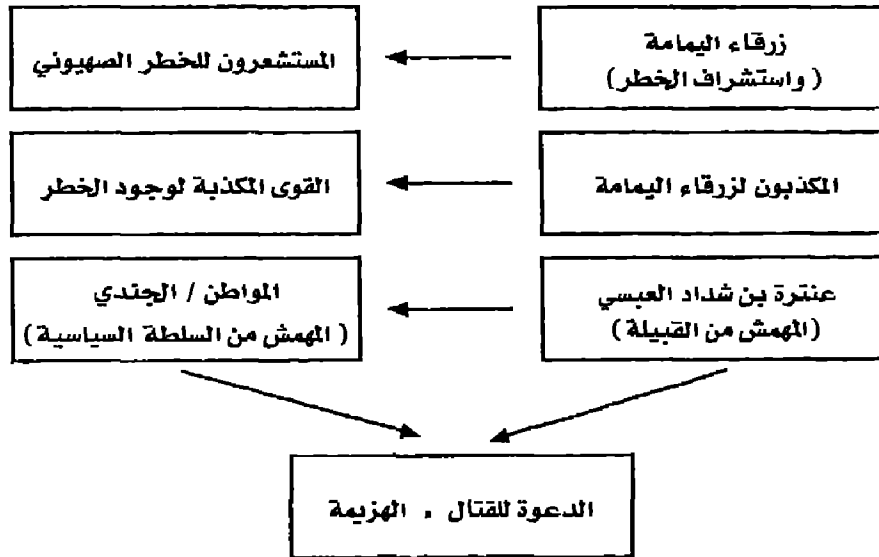 زرقاء اليمامة
(واستشراف الخطر)
المستشعرون للخطر الصهيوني
المكذبون لزرقاء اليمامة
القوى المكذبة لوجود الخطر
عنترة بن شداد العبسي
(المهمش من القبيلة)
المواطن / الجندي
(المهمش من السلطة السياسية)
الدعوة للقتال ، الهزيمة